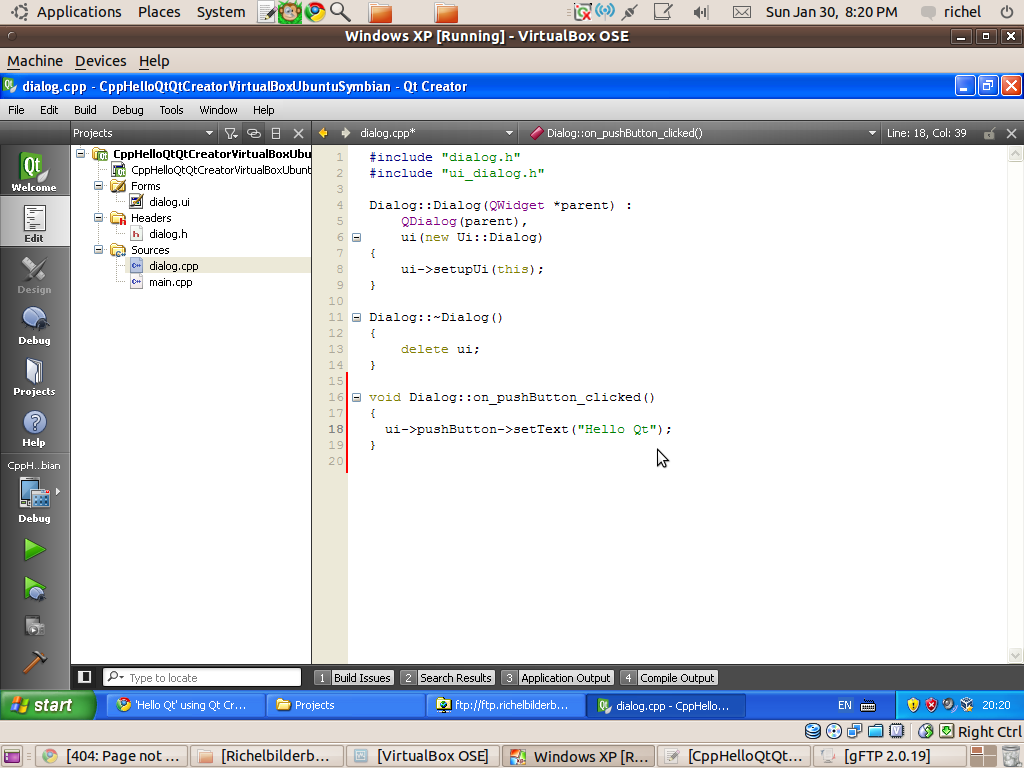 Applications Places System Sun Jan 30, 8:20 PM richel
Windows XP [Running] - VirtualBox OSE
Machine Devices Help
dialog.cpp - CppHelloQtQtCreatorVirtualBoxUbuntuSymbian - Qt Creator
File Edit Build Debug Tools Window Help
Projects dialog.cpp* Dialog::on_pushButton_clicked() Line: 18, Col: 39
Qt
Welcome
Edit
Design
Debug
Projects
Help
CppH..bian
Debug
CppHelloQtQtCreatorVirtualBoxUbu
CppHelloQtQtCreatorVirtualBoxUbunt
Forms
dialog.ui
Headers
dialog.h
Sources
dialog.cpp
main.cpp
1 #include "dialog.h"
2 #include "ui_dialog.h"
3
4 Dialog::Dialog(QWidget *parent) :
5 QDialog(parent),
6 ui(new Ui::Dialog)
7 {
8 ui->setupUi(this);
9 }
10
11 Dialog::~Dialog()
12 {
13 delete ui;
14 }
15
16 void Dialog::on_pushButton_clicked()
17 {
18 ui->pushButton->setText("Hello Qt");
19 }
20
Type to locate 1 Build Issues 2 Search Results 3 Application Output 4 Compile Output
start 'Hello Qt' using Qt Cr... Projects ftp://ftp.richelbilderb... dialog.cpp - CppHello... EN 20:20
Right Ctrl
[404: Page not ... [Richelbilderb... [VirtualBox OSE] Windows XP [R... [CppHelloQtQt... [gFTP 2.0.19]